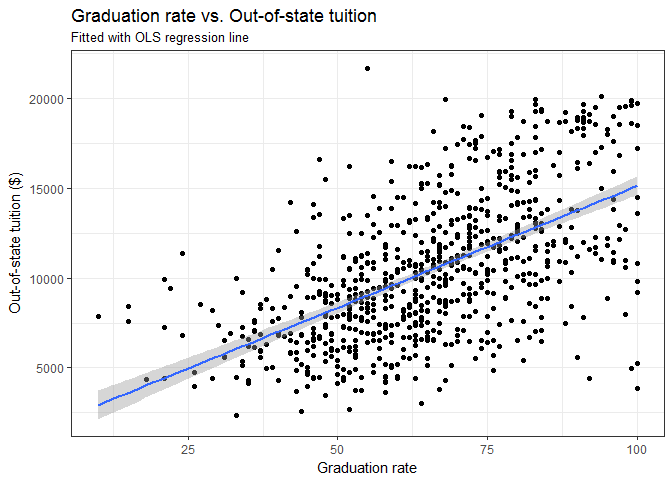 Graduation rate vs. Out-of-state tuition
Fitted with OLS regression line
Out-of-state tuition ($)
20000
15000
10000
5000
25
50
75
100
Graduation rate